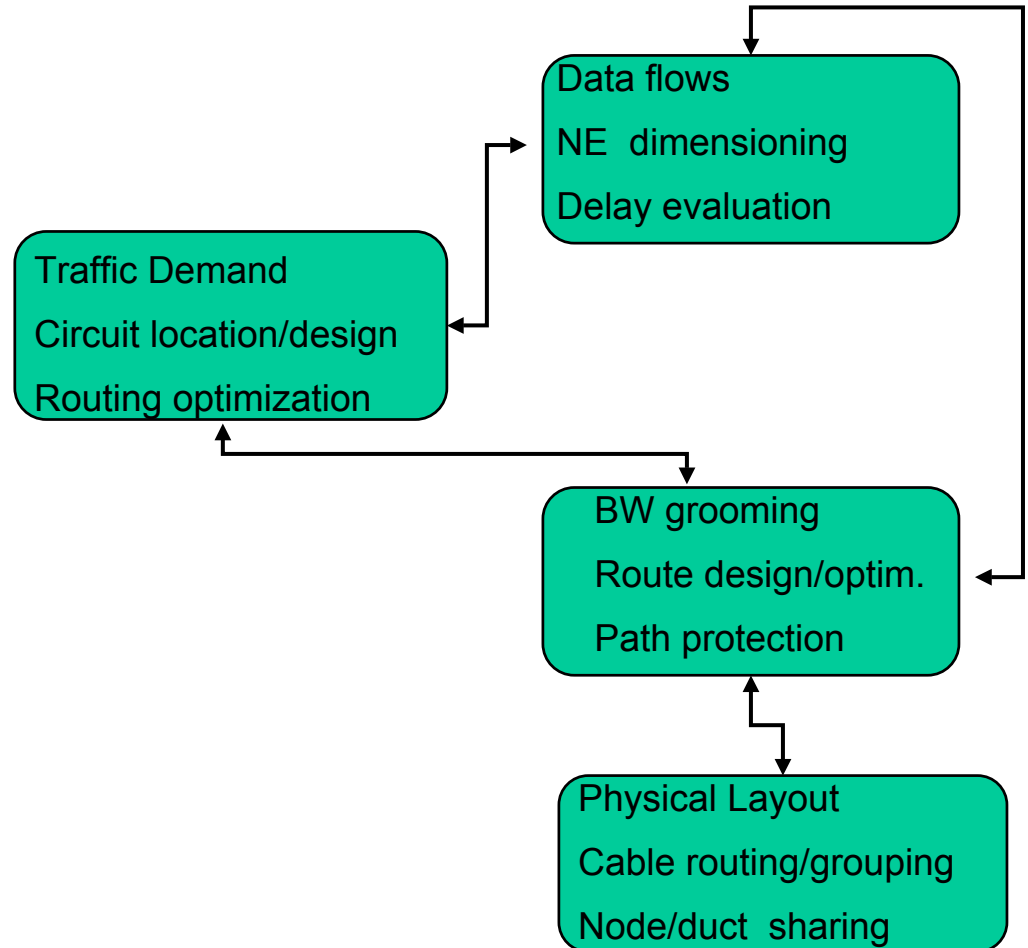 Data flows
NE dimensioning
Delay evaluation
Traffic Demand
Circuit location/design
Routing optimization
BW grooming
Route design/optim.
Path protection
Physical Layout
Cable routing/grouping
Node/duct sharing